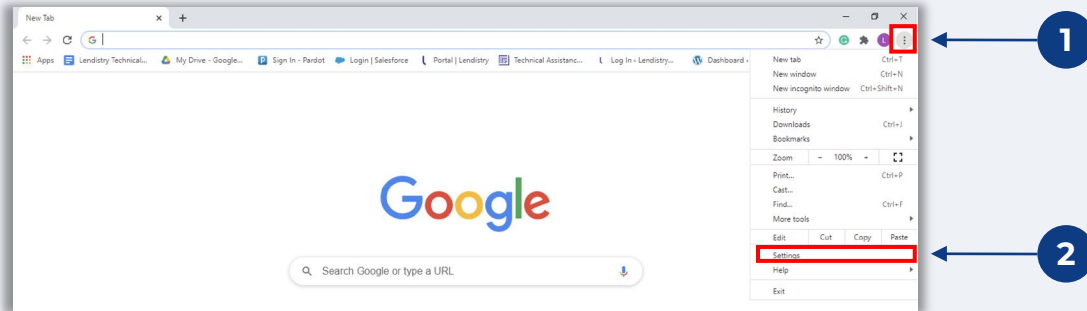 New Tab
1
Apps Lendistry Technical... My Drive - Google... Sign In - Pardot Login | Salesforce Portal | Lendistry Technical Assistanc... Log In ‹ Lendistry... Dashboard ‹
New tab Ctrl+T
New window Ctrl+N
New incognito window Ctrl+Shift+N
History
Downloads Ctrl+J
Bookmarks
Zoom - 100% +
Print... Ctrl+P
Cast...
Find... Ctrl+F
More tools
Edit Cut Copy Paste
Settings
2
Help
Exit
Google
Search Google or type a URL